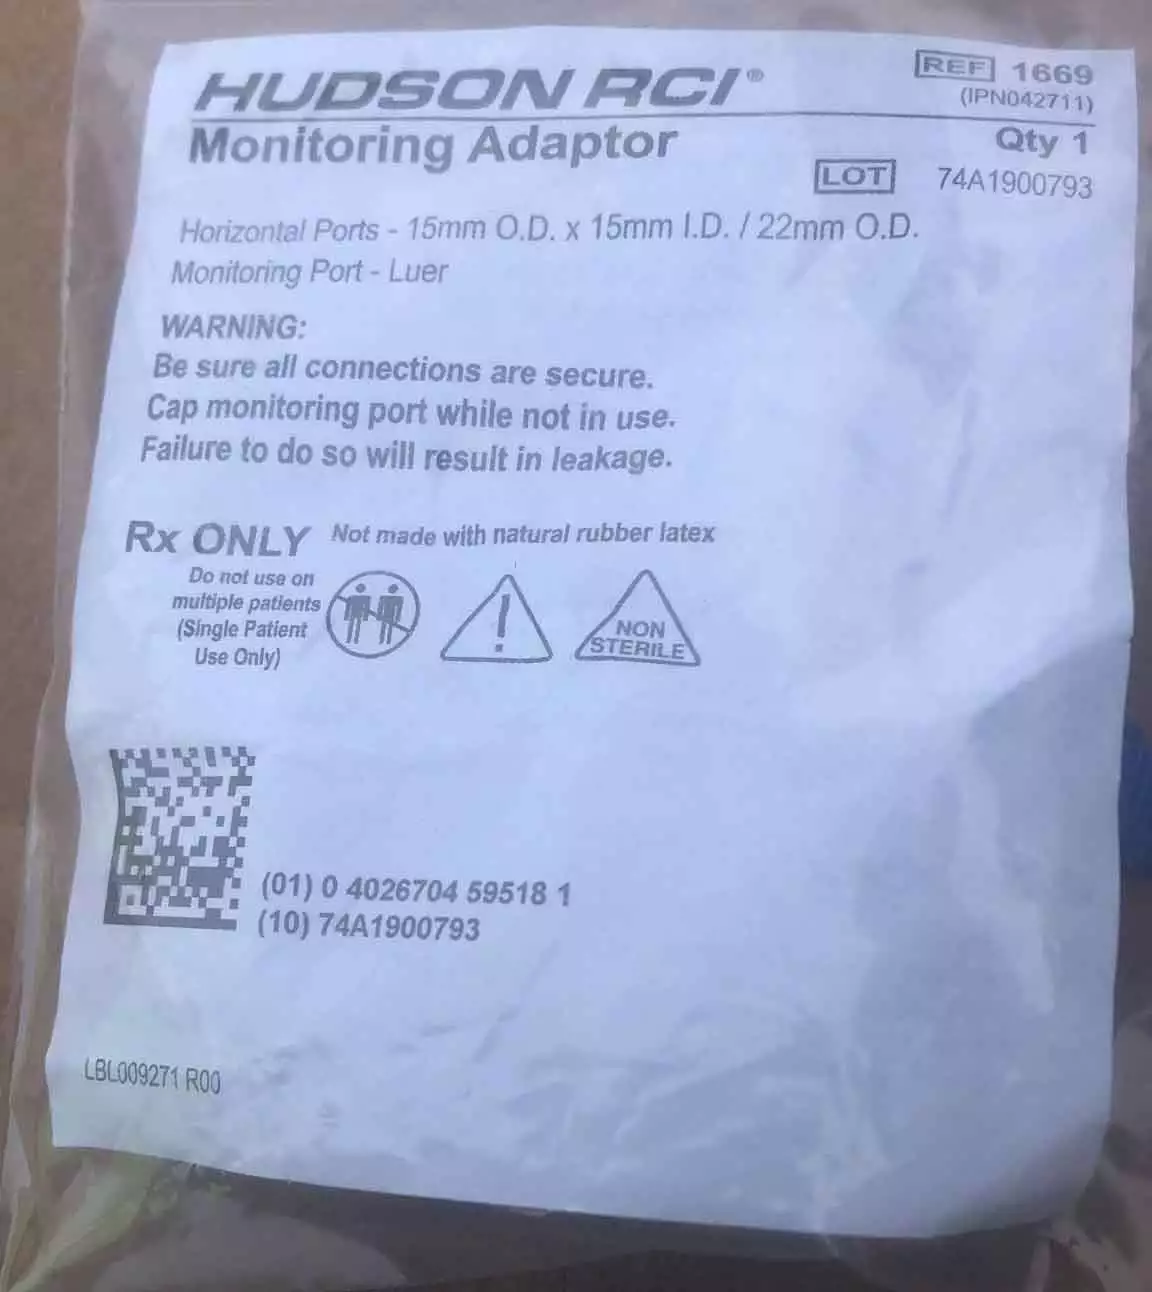 HUDSON RCI®
REF 1669
(IPN042711)
Monitoring Adaptor
Qty 1
LOT 74A1900793
Horizontal Ports - 15mm O.D. x 15mm I.D. / 22mm O.D.
Monitoring Port - Luer
WARNING:
Be sure all connections are secure.
Cap monitoring port while not in use.
Failure to do so will result in leakage.
Rx ONLY Not made with natural rubber latex
Do not use on
multiple patients
(Single Patient
Use Only)
!
NON
STERILE
(01) 0 4026704 59518 1
(10) 74A1900793
LBL009271 R00